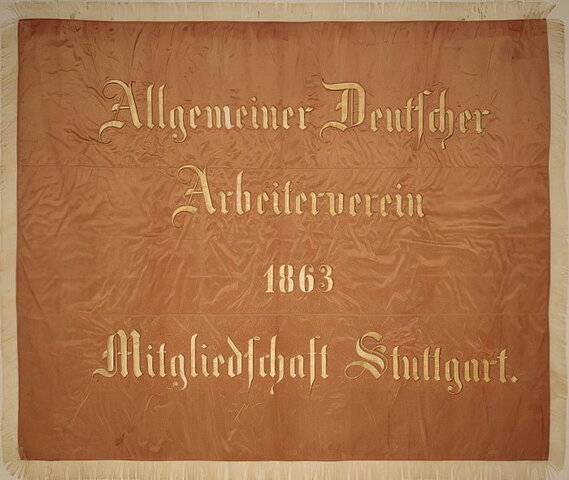 Allgemeiner Deutscher
Arbeiterverein
1863
Mitgliedschaft Stuttgart.